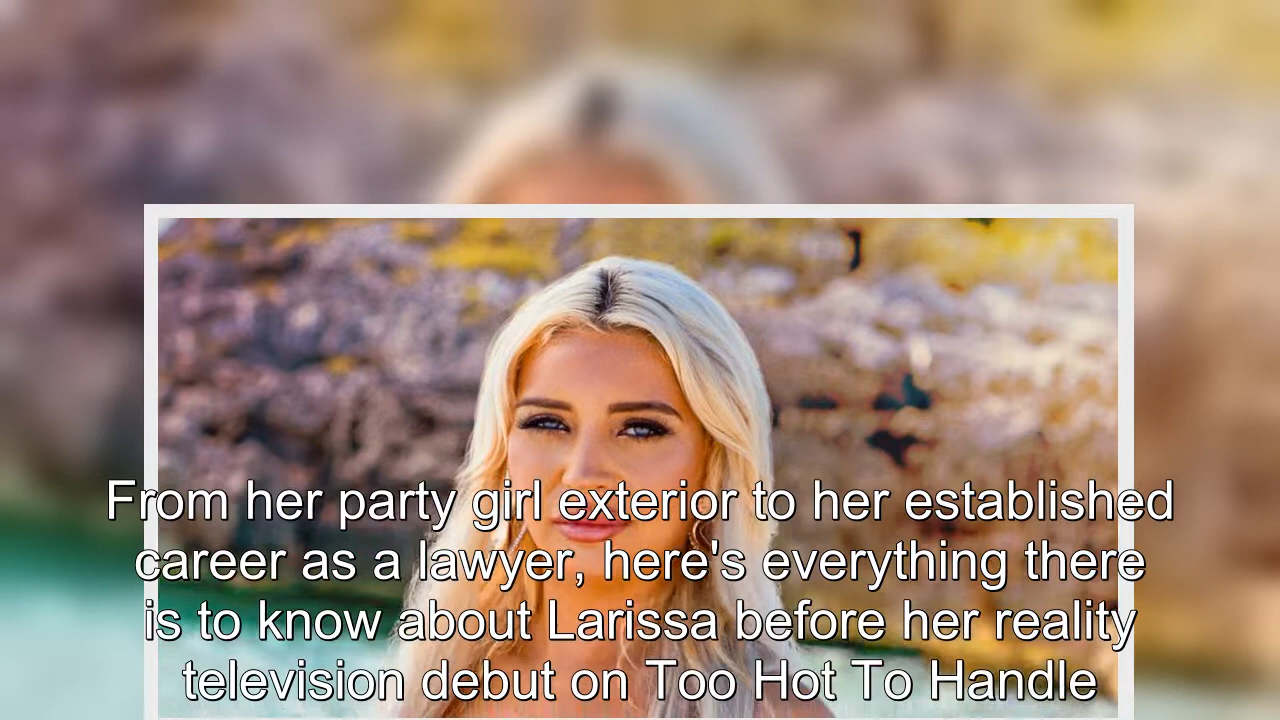 From her party girl exterior to her established
career as a lawyer, here's everything there
is to know about Larissa before her reality
television debut on Too Hot To Handle